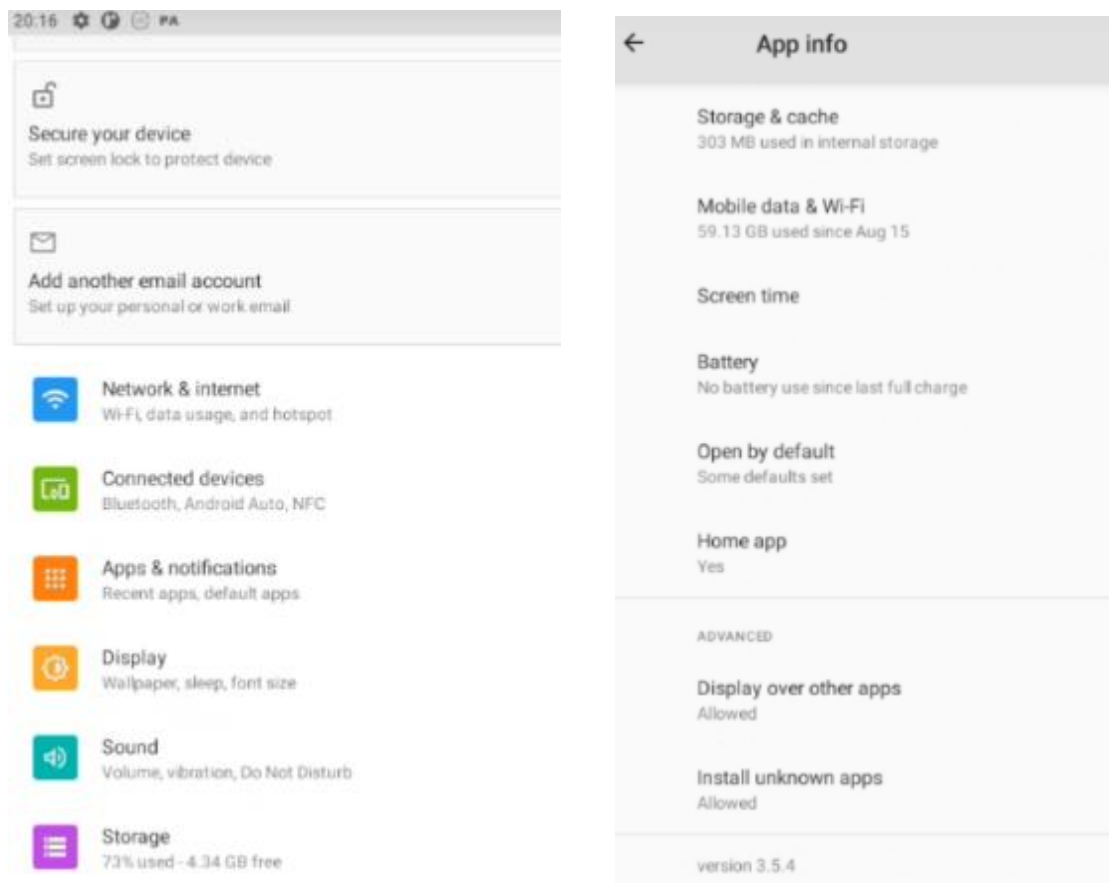 20:16
PA
Secure your device
Set screen lock to protect device
Add another email account
Set up your personal or work email
Network & internet
Wi-Fi, data usage, and hotspot
Connected devices
Bluetooth, Android Auto, NFC
Apps & notifications
Recent apps, default apps
Display
Wallpaper, sleep, font size
Sound
Volume, vibration, Do Not Disturb
Storage
73% used - 4.34 GB free
App info
Storage & cache
303 MB used in internal storage
Mobile data & Wi-Fi
59.13 GB used since Aug 15
Screen time
Battery
No battery use since last full charge
Open by default
Some defaults set
Home app
Yes
ADVANCED
Display over other apps
Allowed
Install unknown apps
Allowed
version 3.5.4